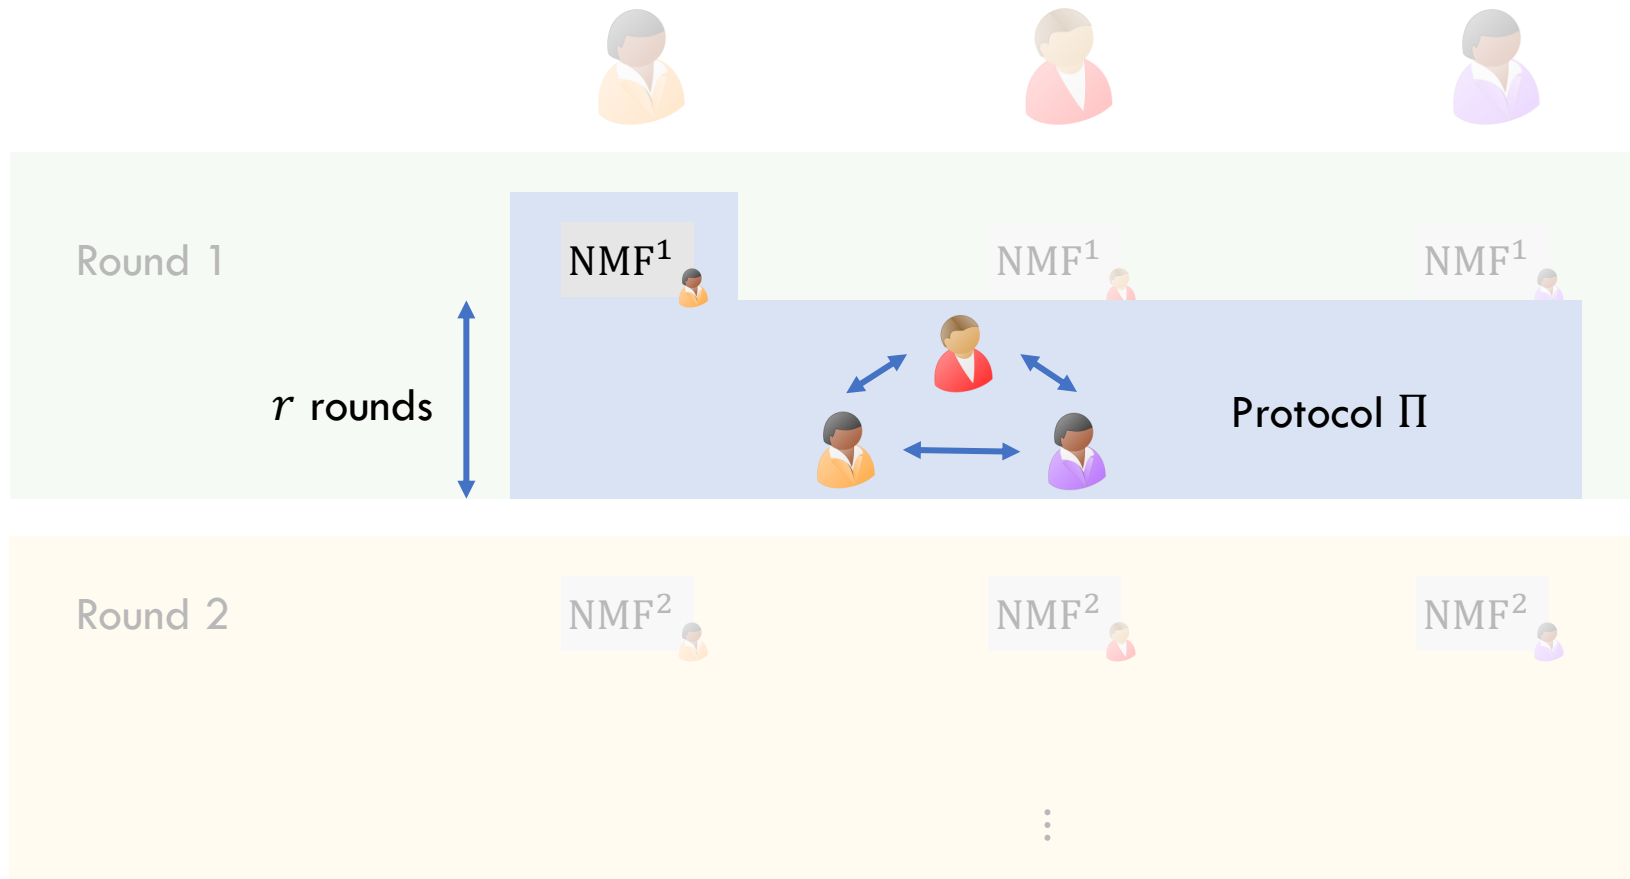 Round 1
NMF¹
NMF¹
NMF¹
r rounds
Protocol Π
Round 2
NMF²
NMF²
NMF²
⋮